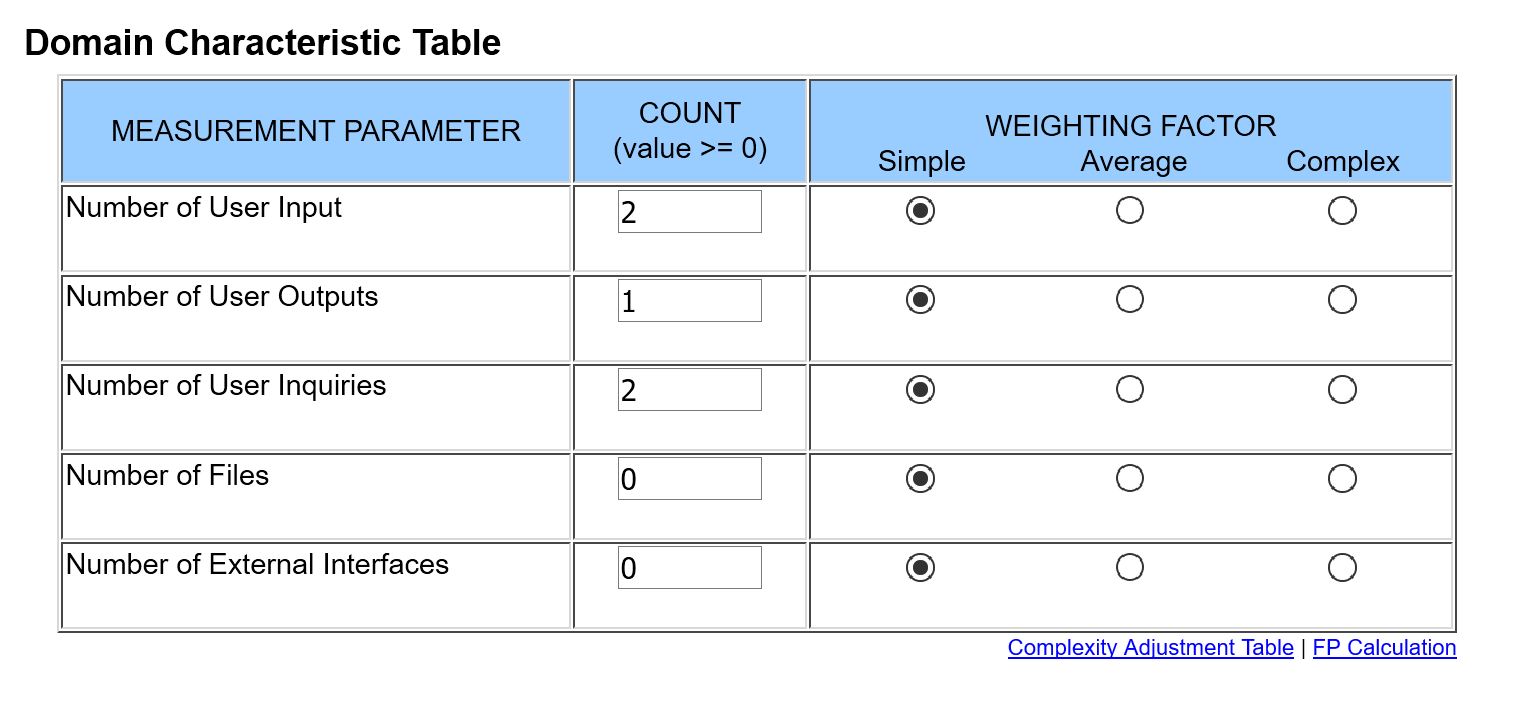 Domain Characteristic Table
MEASUREMENT PARAMETER
COUNT
(value >= 0)
WEIGHTING FACTOR
Simple Average Complex
Number of User Input 2
Number of User Outputs 1
Number of User Inquiries 2
Number of Files 0
Number of External Interfaces 0
Complexity Adjustment Table | FP Calculation